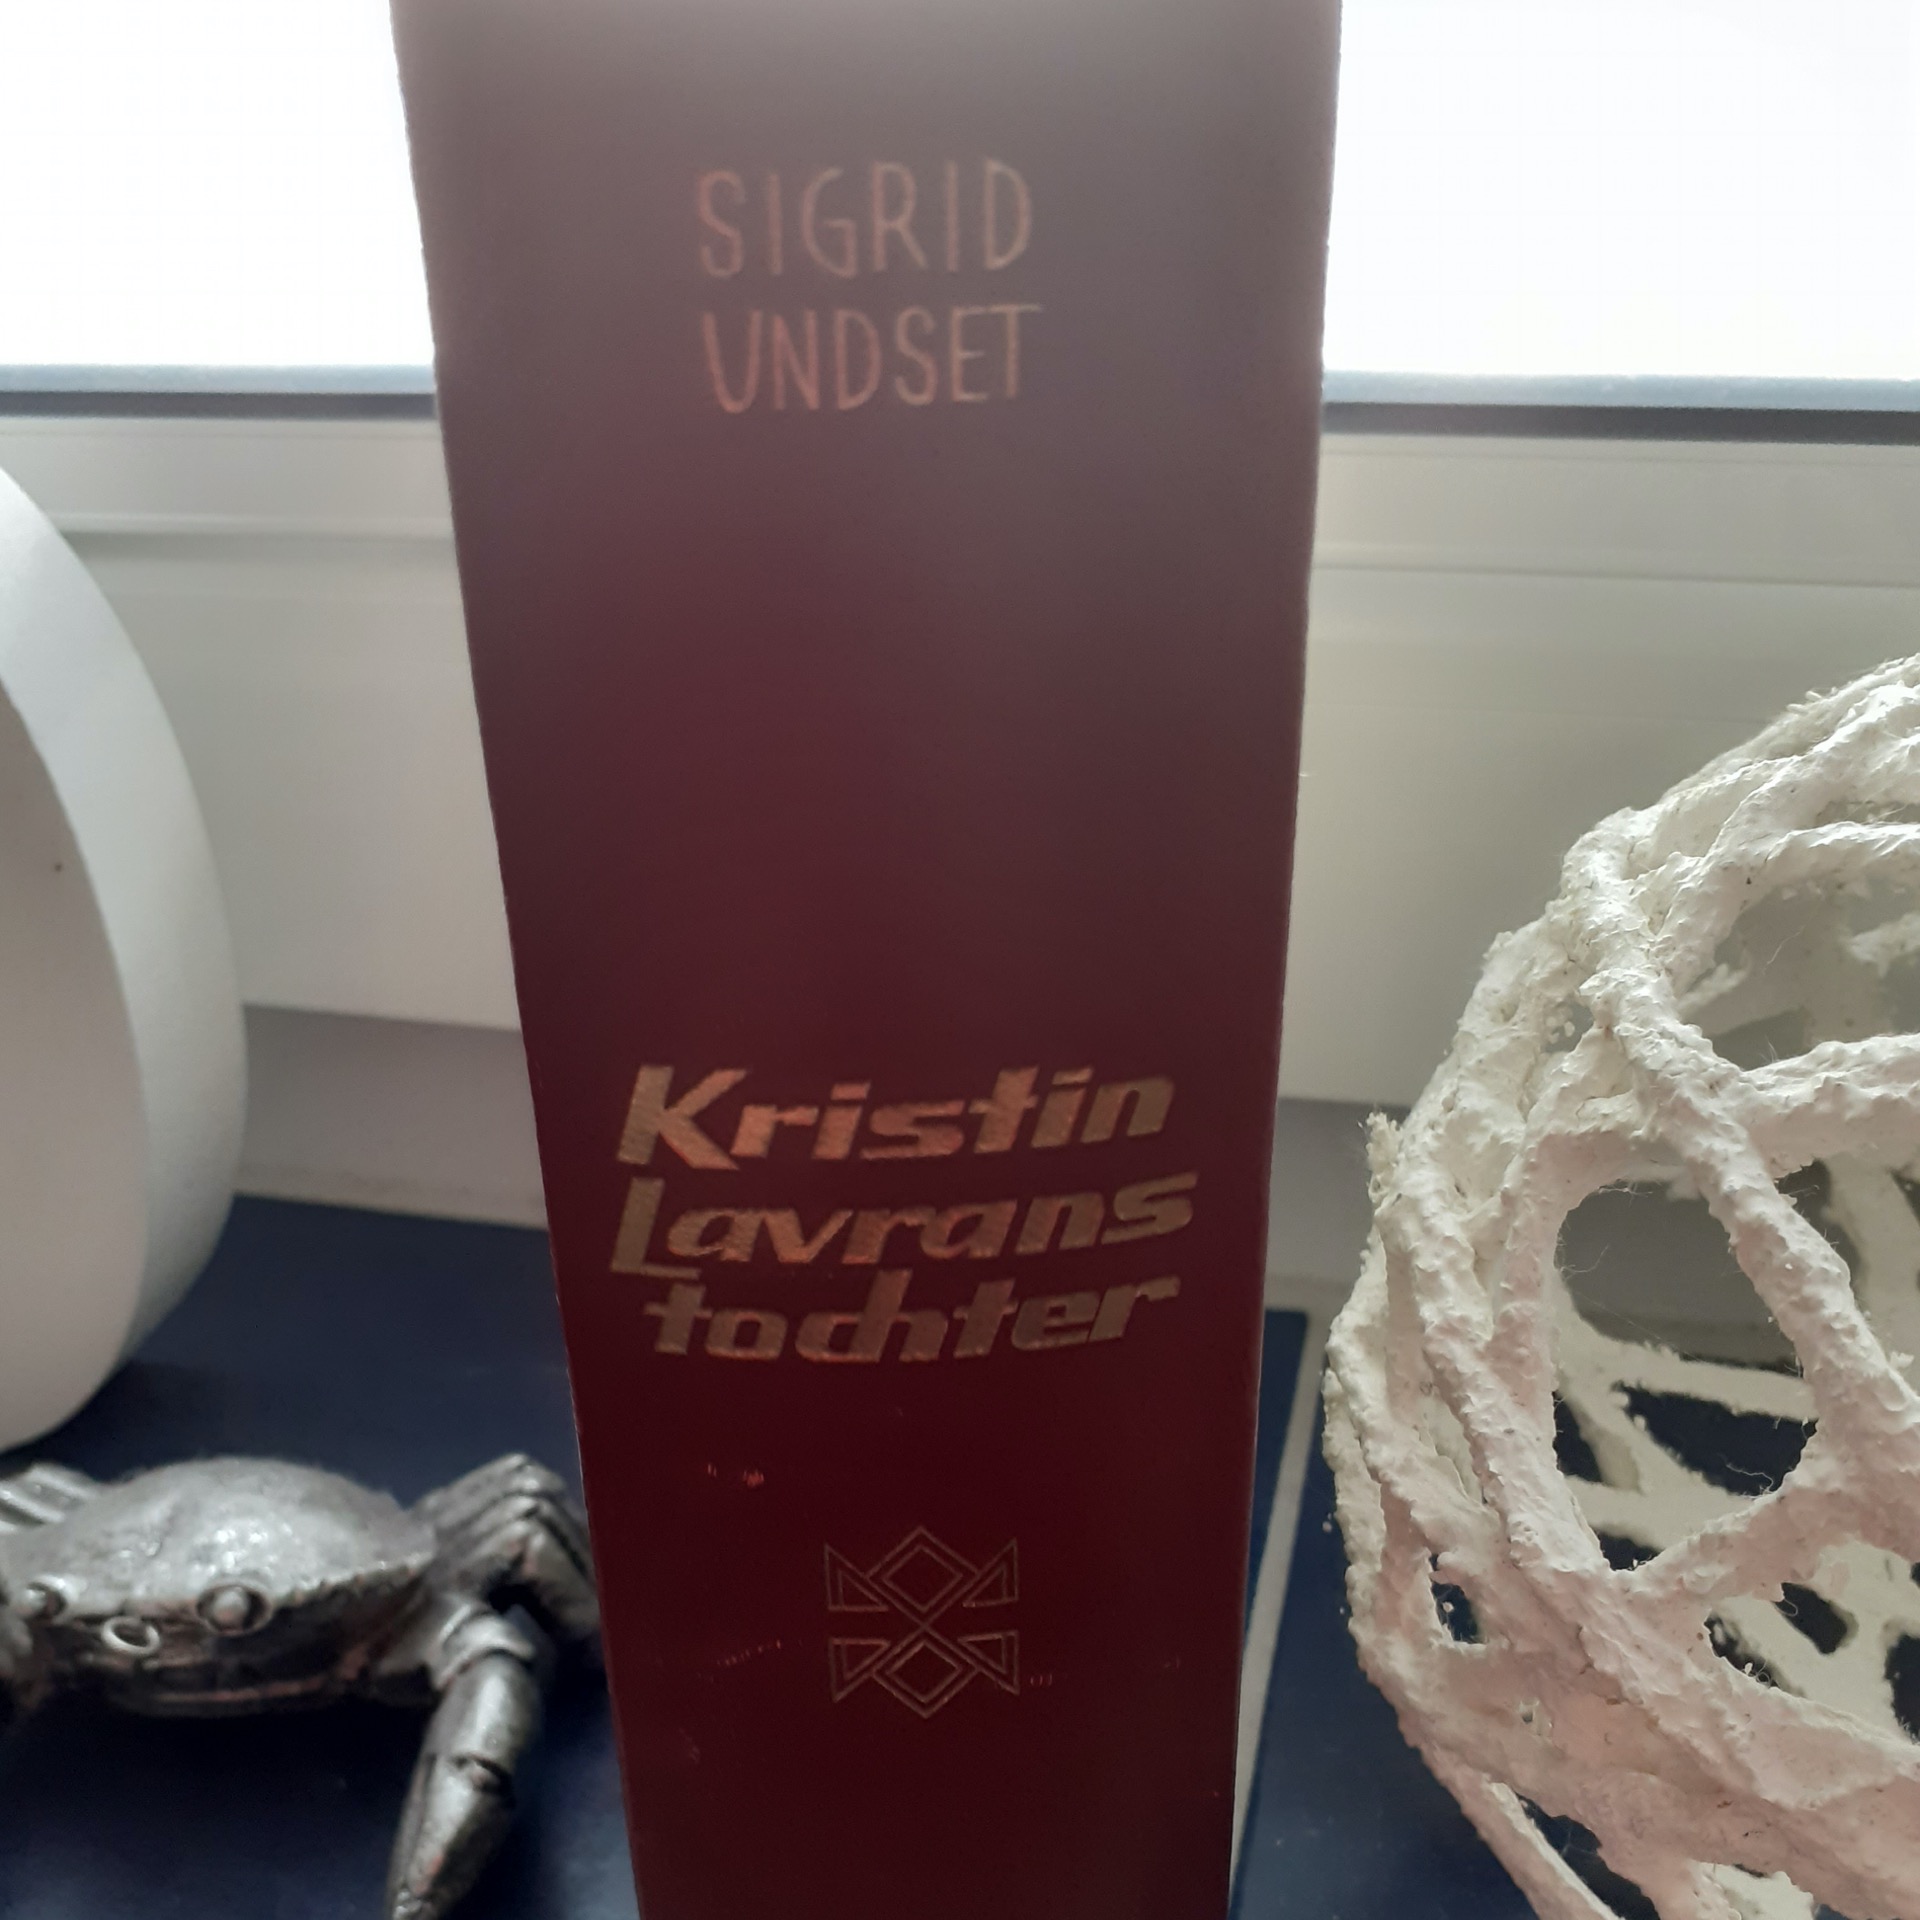 SIGRID
UNDSET
Kristin
Lavrans
tochter